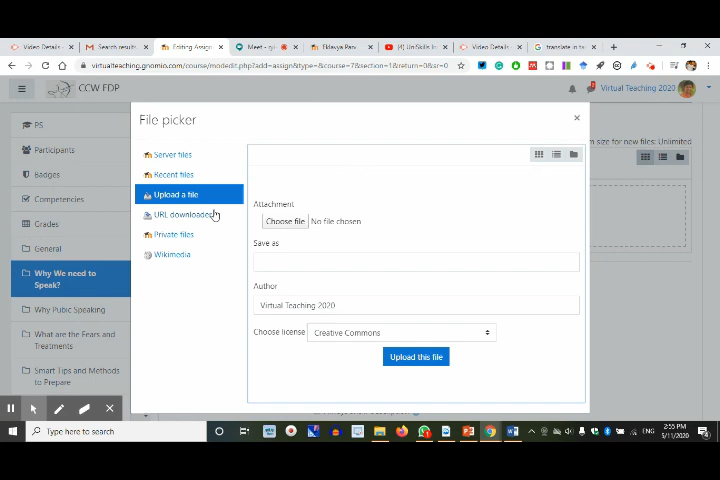 Video Details -
Search results
Editing Assign
Meet -
Eklavya Parv
(4) UniSkills In
Video Details -
translate in ta
virtualteaching.gnomio.com/course/modedit.php?add=assign&type=&course=7&section=1&return=0&sr=0
CCW FDP
Virtual Teaching 2020
File picker
PS
m size for new files: Unlimited
Participants
Server files
Badges
Recent files
Upload a file
Competencies
Attachment
URL downloader
Choose file No file chosen
Grades
Private files
Save as
General
Wikimedia
Why We need to
Speak?
Author
Virtual Teaching 2020
Why Pubic Speaking
Choose license Creative Commons
What are the Fears and
Treatments
Upload this file
Smart Tips and Methods
to Prepare
Type here to search
ENG
2:55 PM
5/11/2020